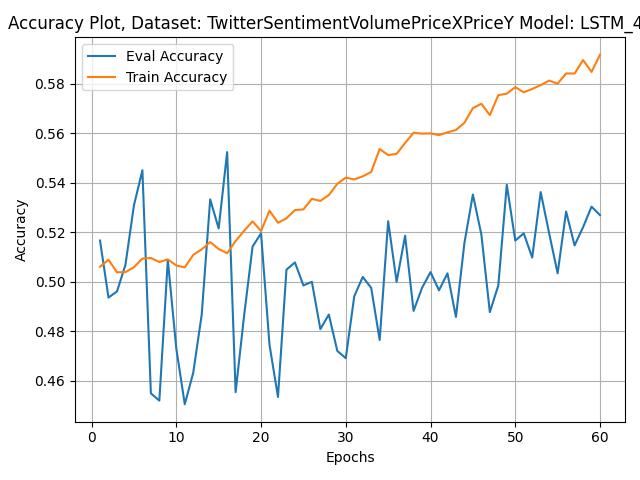 Accuracy Plot, Dataset: TwitterSentimentVolumePriceXPriceY Model: LSTM_4
Eval Accuracy
Train Accuracy
0.58
0.56
0.54
0.52
0.50
0.48
0.46
Accuracy
0 10 20 30 40 50 60
Epochs